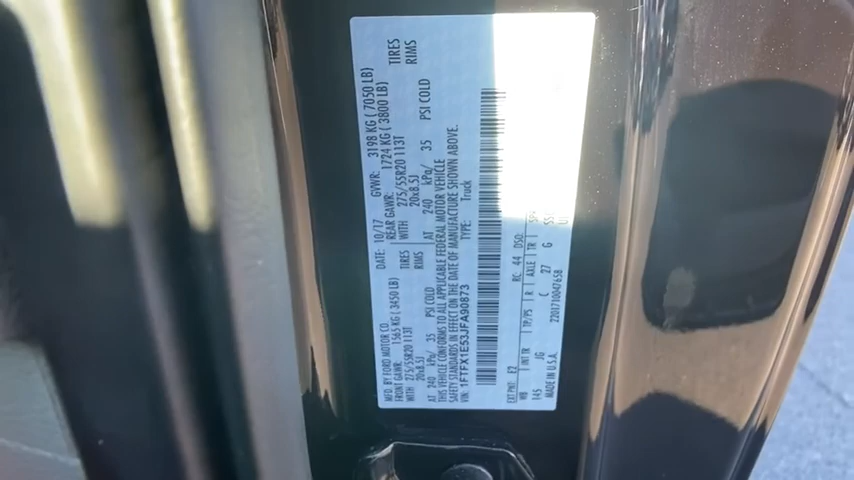 MFD. BY FORD MOTOR CO.
DATE: 10/17 GVWR: 3198 KG ( 7050 LB)
FRONT GAWR: 1565 KG ( 3450 LB) REAR GAWR: 1724 KG ( 3800 LB)
WITH 275/55R20 113T TIRES WITH 275/55R20 113T TIRES
20x8.5J RIMS 20x8.5J RIMS
AT 240 kPa/ 35 PSI COLD AT 240 kPa/ 35 PSI COLD
THIS VEHICLE CONFORMS TO ALL APPLICABLE FEDERAL MOTOR VEHICLE
SAFETY STANDARDS IN EFFECT ON THE DATE OF MANUFACTURE SHOWN ABOVE.
VIN: 1FTFX1E53JFA90873 TYPE: Truck
EXT PNT: E2 RC: 44 DSO:
WB INT TR TP/PS R AXLE TR
145 JG C 27 G
MADE IN U.S.A. 2201710047658